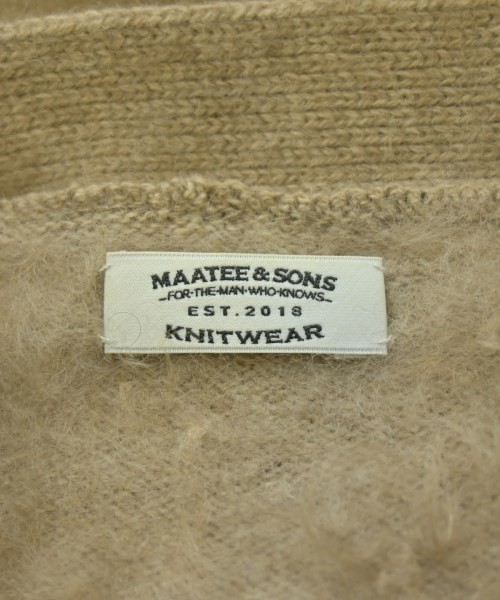 MAATEE & SONS
-FOR·THE·MAN·WHO·KNOWS-
EST.2018
KNITWEAR